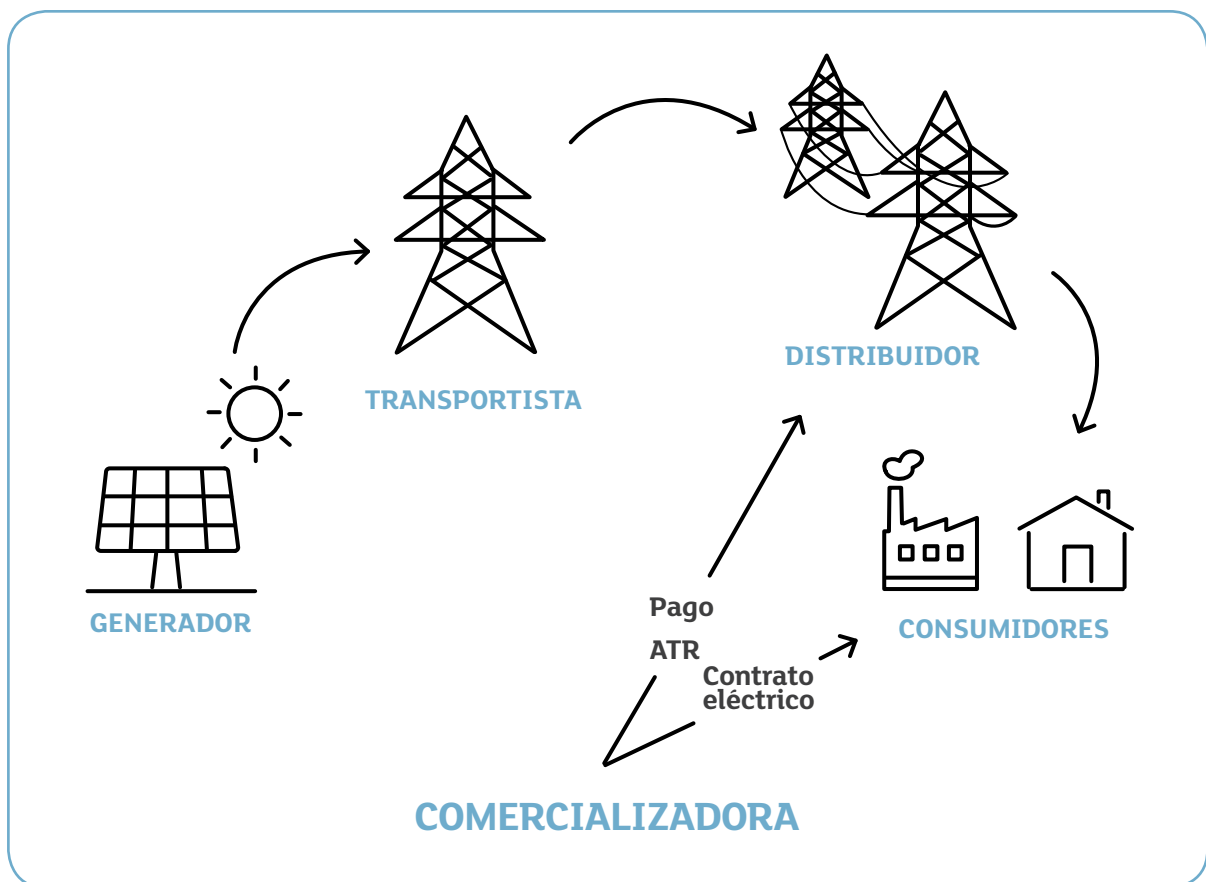 DISTRIBUIDOR
TRANSPORTISTA
GENERADOR
Pago
ATR
CONSUMIDORES
Contrato
eléctrico
COMERCIALIZADORA